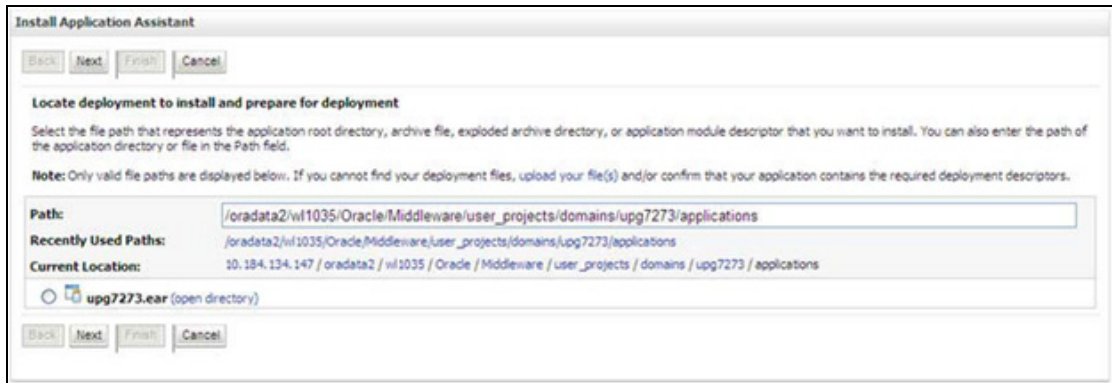 Install Application Assistant
Back Next Finish Cancel
Locate deployment to install and prepare for deployment
Select the file path that represents the application root directory, archive file, exploded archive directory, or application module descriptor that you want to install. You can also enter the path of
the application directory or file in the Path field.
Note: Only valid file paths are displayed below. If you cannot find your deployment files, upload your file(s) and/or confirm that your application contains the required deployment descriptors.
Path: /oradata2/wl1035/Oracle/Middleware/user_projects/domains/upg7273/applications
Recently Used Paths: /oradata2/wl1035/Oracle/Middleware/user_projects/domains/upg7273/applications
Current Location: 10.184.134.147 / oradata2 / wl1035 / Oracle / Middleware / user_projects / domains / upg7273 / applications
upg7273.ear (open directory)
Back Next Finish Cancel